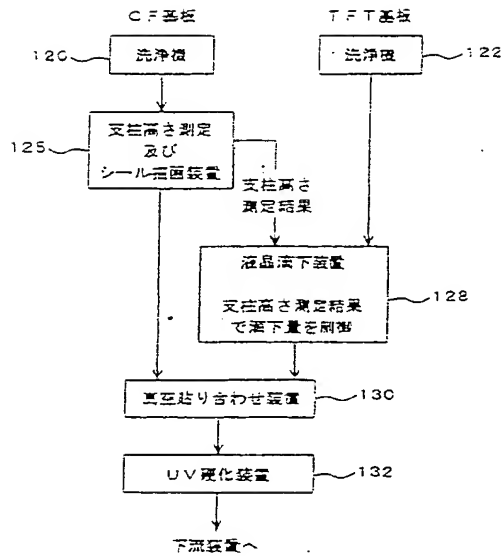 CF基板
TFT基板
120
洗浄機
洗浄機
122
125
支柱高さ測定
及び
シール描画装置
支柱高さ
測定結果
液晶滴下装置
支柱高さ測定結果
で滴下量を制御
128
真空貼り合わせ装置
130
UV硬化装置
132
下流装置へ